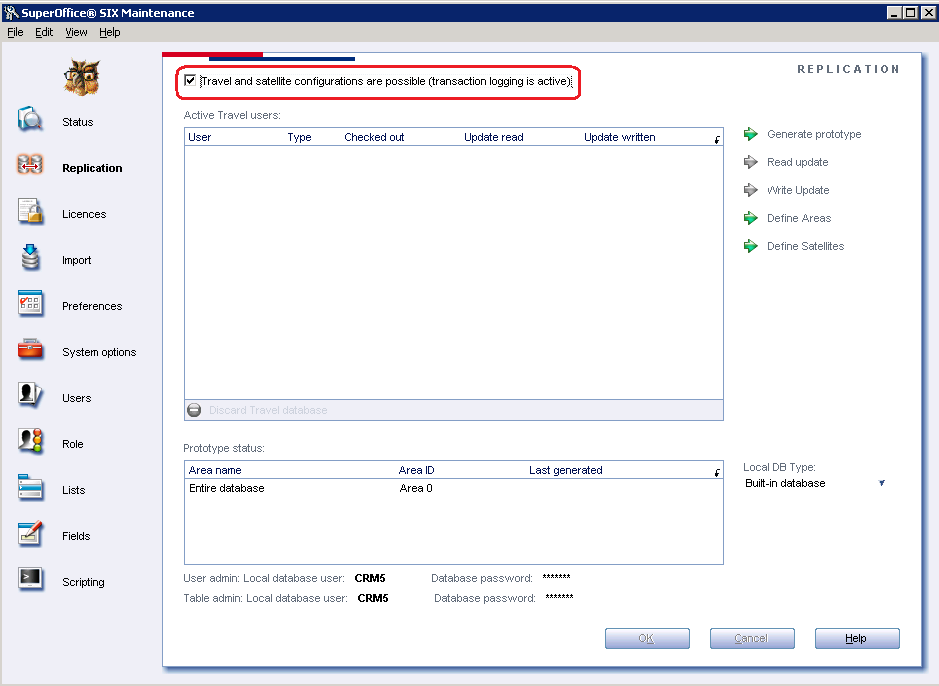 SuperOffice® SIX Maintenance
File Edit View Help
REPLICATION
Travel and satellite configurations are possible (transaction logging is active)
Status
Replication
Licences
Import
Preferences
System options
Users
Role
Lists
Fields
Scripting
Active Travel users:
User Type Checked out Update read Update written
Discard Travel database
Generate prototype
Read update
Write Update
Define Areas
Define Satellites
Prototype status:
Area name Area ID Last generated
Entire database Area 0
Local DB Type:
Built-in database
User admin: Local database user: CRM5 Database password: *******
Table admin: Local database user: CRM5 Database password: *******
OK Cancel Help